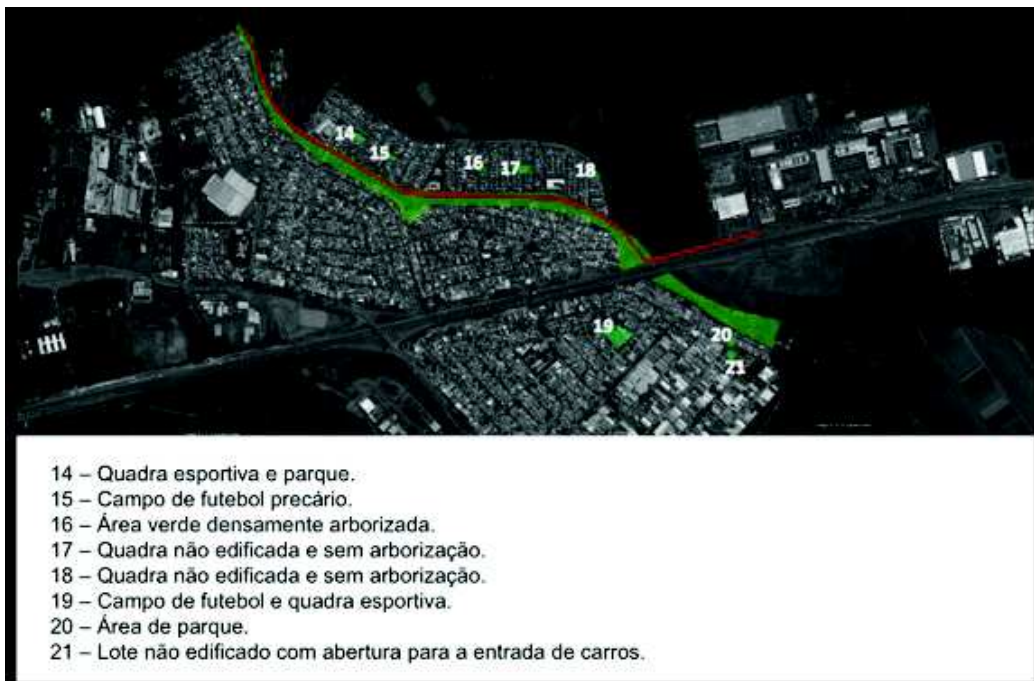 14
15
16
17
18
19
20
21
14 – Quadra esportiva e parque.
15 – Campo de futebol precário.
16 – Área verde densamente arborizada.
17 – Quadra não edificada e sem arborização.
18 – Quadra não edificada e sem arborização.
19 – Campo de futebol e quadra esportiva.
20 – Área de parque.
21 – Lote não edificado com abertura para a entrada de carros.